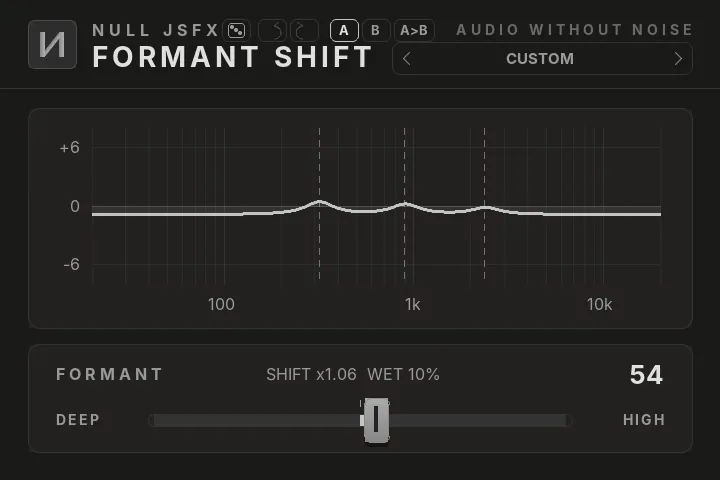 NULL JSFX A B A>B AUDIO WITHOUT NOISE
FORMANT SHIFT CUSTOM
+6
0
-6
100 1k 10k
FORMANT SHIFT x1.06 WET 10% 54
DEEP HIGH